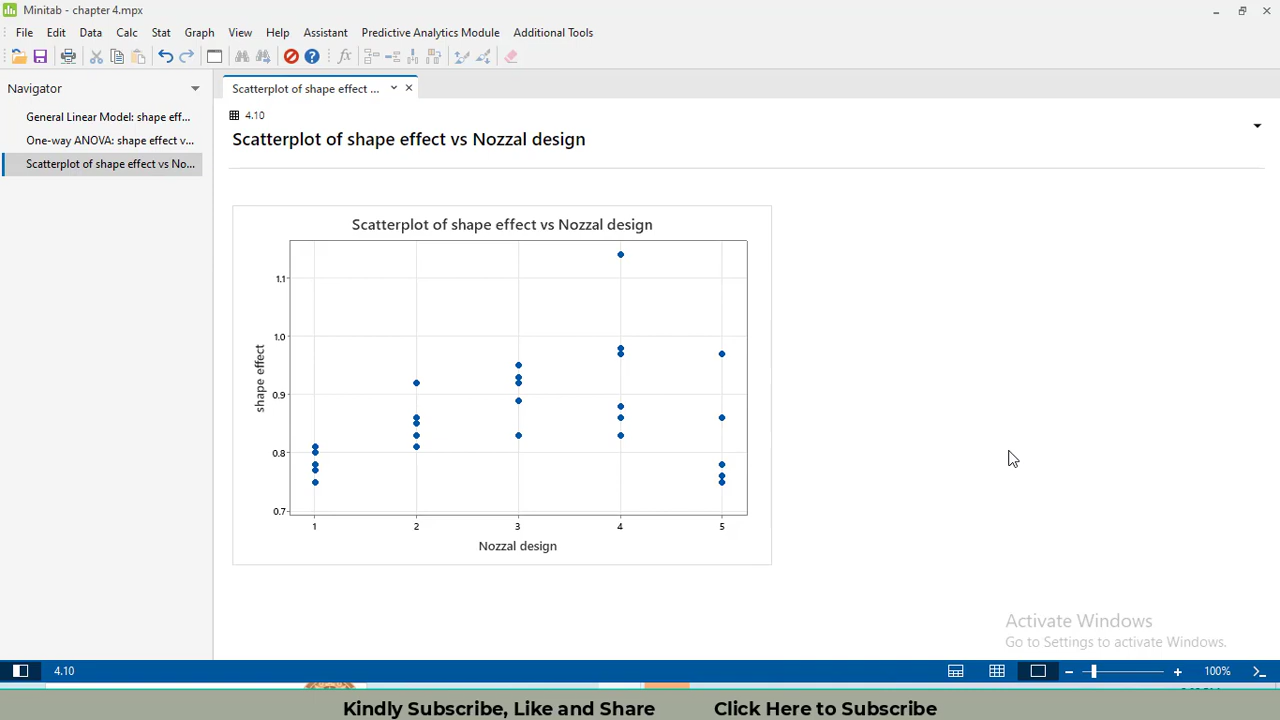 Minitab - chapter 4.mpx
File Edit Data Calc Stat Graph View Help Assistant Predictive Analytics Module Additional Tools
Navigator
General Linear Model: shape eff...
One-way ANOVA: shape effect v...
Scatterplot of shape effect vs No...
Scatterplot of shape effect ...
4.10
Scatterplot of shape effect vs Nozzal design
Scatterplot of shape effect vs Nozzal design
shape effect
1.1
1.0
0.9
0.8
0.7
1 2 3 4 5
Nozzal design
Activate Windows
Go to Settings to activate Windows.
4.10
100%
Kindly Subscribe, Like and Share Click Here to Subscribe